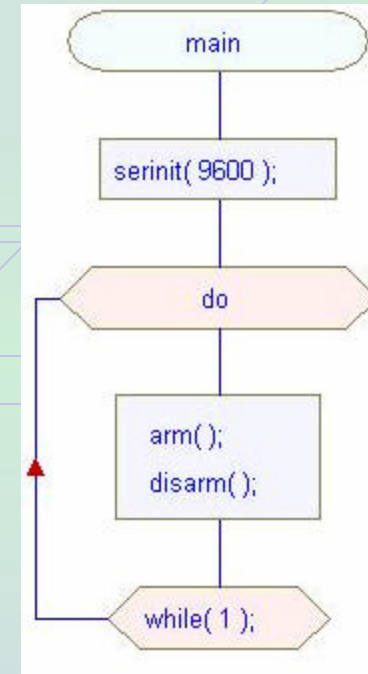 main
serinit( 9600 );
do
arm( );
disarm( );
while( 1 );